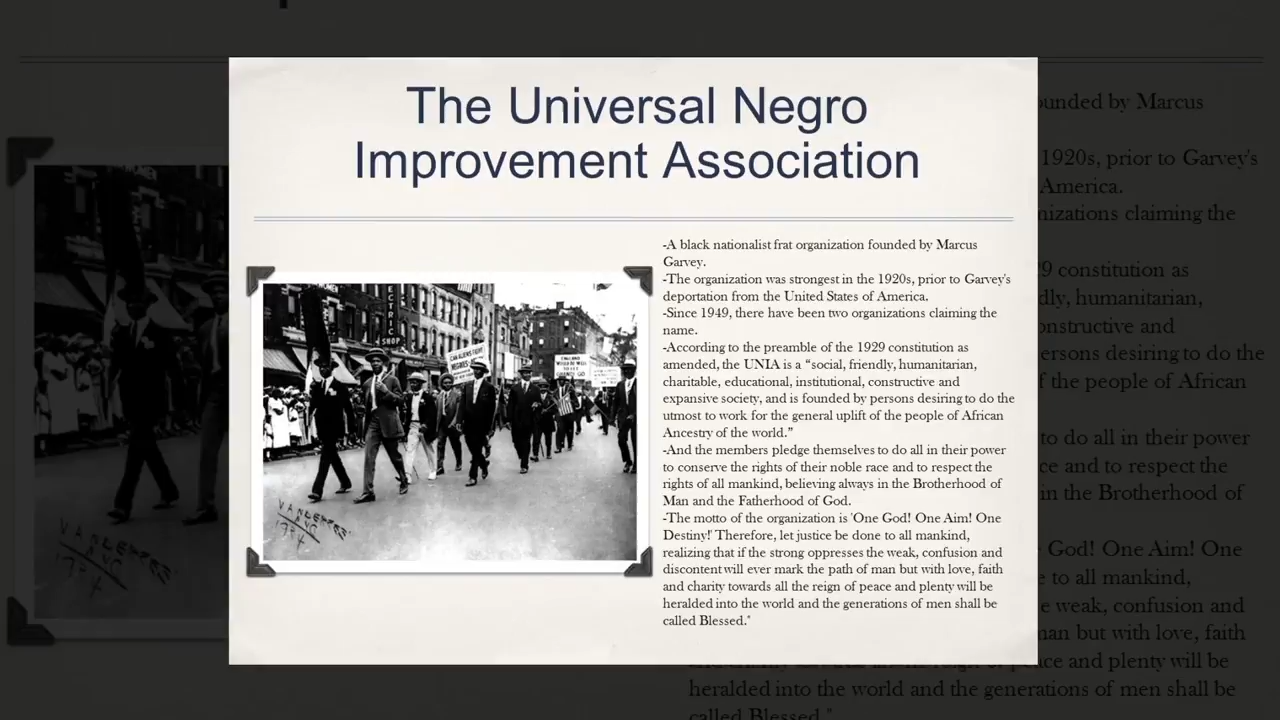 The Universal Negro
Improvement Association
-A black nationalist frat organization founded by Marcus
Garvey.
-The organization was strongest in the 1920s, prior to Garvey's
deportation from the United States of America.
-Since 1949, there have been two organizations claiming the
name.
-According to the preamble of the 1929 constitution as
amended, the UNIA is a “social, friendly, humanitarian,
charitable, educational, institutional, constructive and
expansive society, and is founded by persons desiring to do the
utmost to work for the general uplift of the people of African
Ancestry of the world.”
-And the members pledge themselves to do all in their power
to conserve the rights of their noble race and to respect the
rights of all mankind, believing always in the Brotherhood of
Man and the Fatherhood of God.
-The motto of the organization is 'One God! One Aim! One
Destiny!' Therefore, let justice be done to all mankind,
realizing that if the strong oppresses the weak, confusion and
discontent will ever mark the path of man but with love, faith
and charity towards all the reign of peace and plenty will be
heralded into the world and the generations of men shall be
called Blessed."
SHOP
ounded by Marcus
1920s, prior to Garvey's
America.
nizations claiming the
29 constitution as
dly, humanitarian,
onstructive and
ersons desiring to do the
f the people of African
to do all in their power
ce and to respect the
in the Brotherhood of
God! One Aim! One
e to all mankind,
e weak, confusion and
man but with love, faith
ace and plenty will be
heralded into the world and the generations of men shall be
called Blessed."